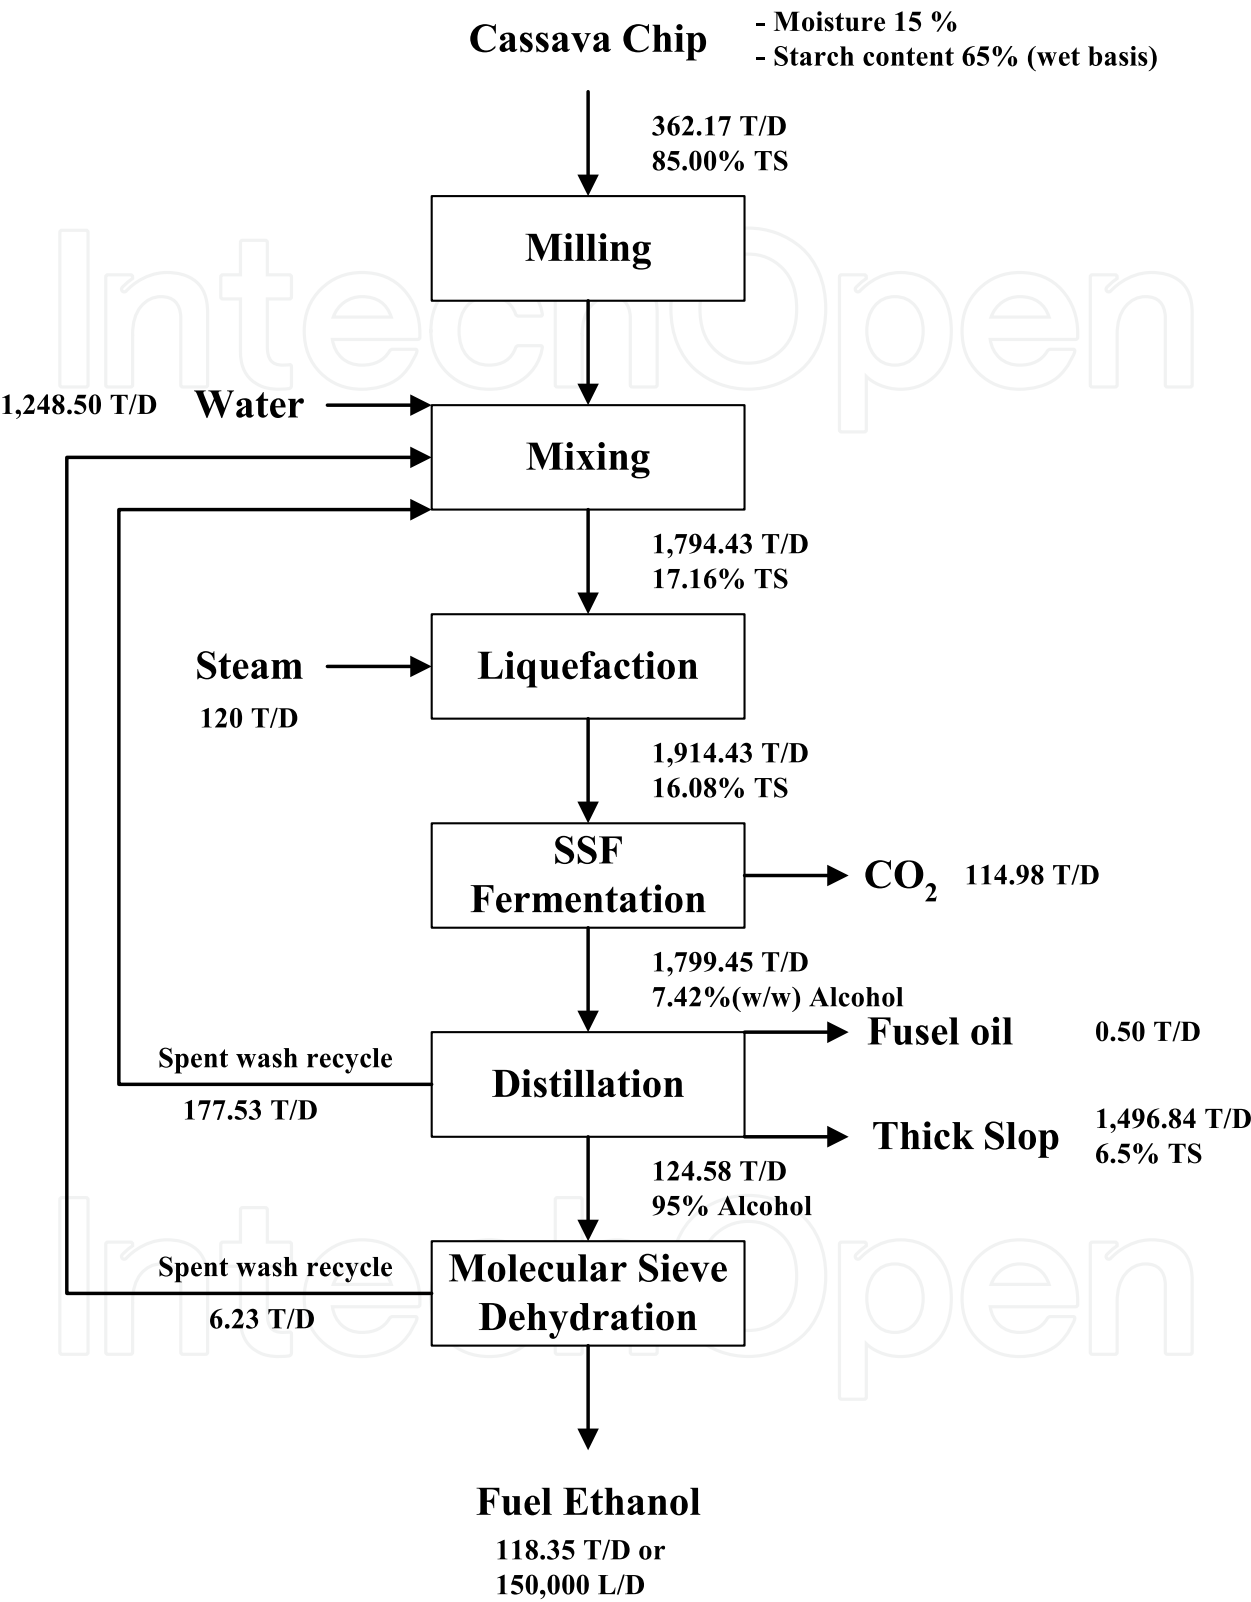 Cassava Chip
- Moisture 15 %
- Starch content 65% (wet basis)
362.17 T/D
85.00% TS
Milling
1,248.50 T/D Water
Mixing
1,794.43 T/D
17.16% TS
Steam
120 T/D
Liquefaction
1,914.43 T/D
16.08% TS
SSF
Fermentation
CO2 114.98 T/D
1,799.45 T/D
7.42%(w/w) Alcohol
Fusel oil 0.50 T/D
Spent wash recycle
177.53 T/D
Distillation
Thick Slop
1,496.84 T/D
6.5% TS
124.58 T/D
95% Alcohol
Spent wash recycle
6.23 T/D
Molecular Sieve
Dehydration
Fuel Ethanol
118.35 T/D or
150,000 L/D
IntechOpen
IntechOpen